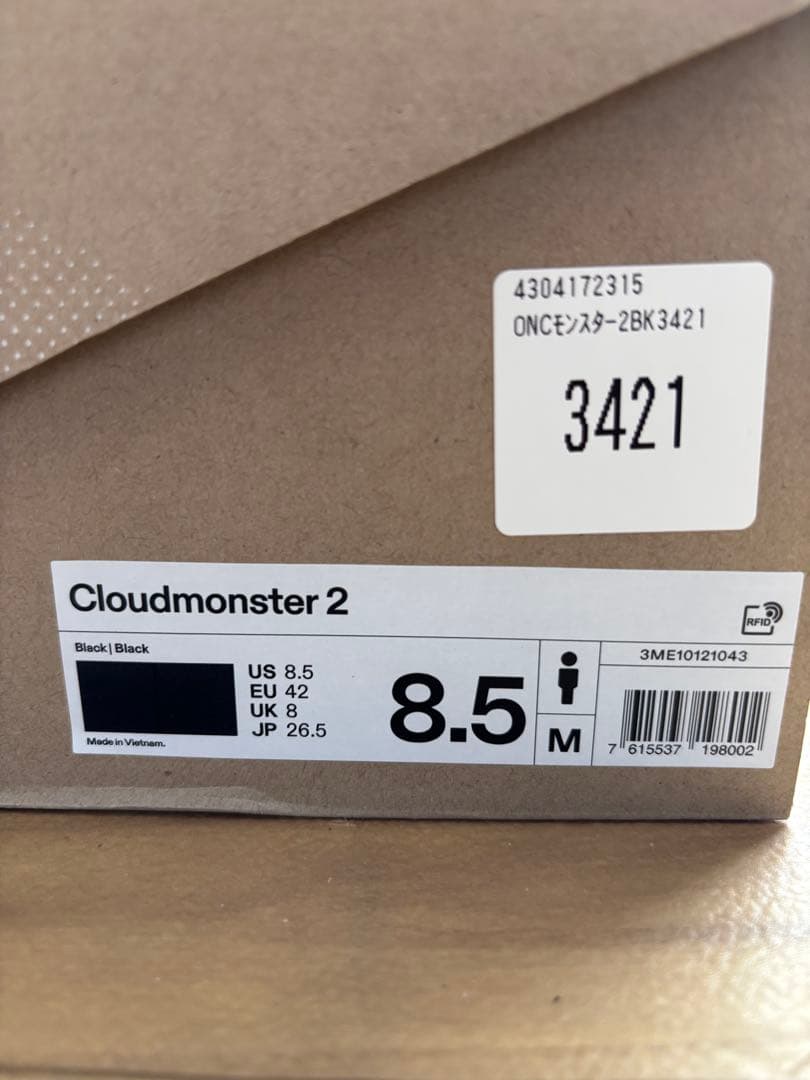 4304172315
ONCモンスター2BK3421
3421
Cloudmonster 2
RFID
Black | Black
US 8.5
EU 42
UK 8
JP 26.5
Made in Vietnam.
8.5
M
3ME10121043
7 615537 198002